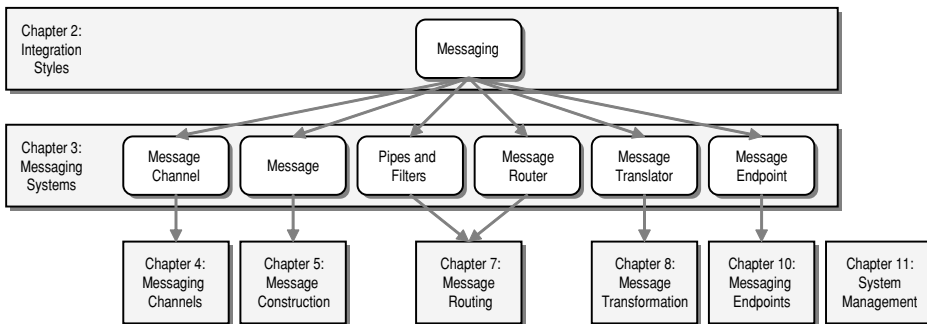 Chapter 2:
Integration
Styles
Messaging
Chapter 3:
Messaging
Systems
Message
Channel
Message
Pipes and
Filters
Message
Router
Message
Translator
Message
Endpoint
Chapter 4:
Messaging
Channels
Chapter 5:
Message
Construction
Chapter 7:
Message
Routing
Chapter 8:
Message
Transformation
Chapter 10:
Messaging
Endpoints
Chapter 11:
System
Management